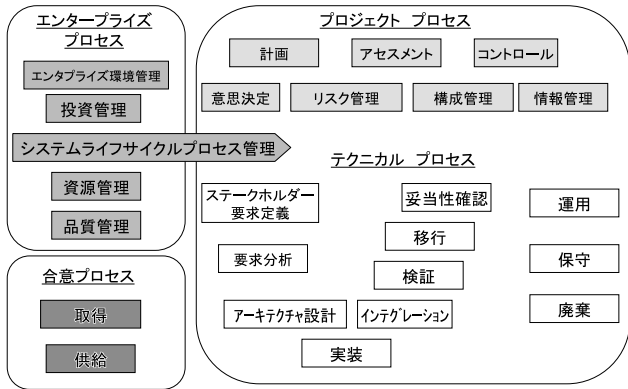 エンタープライズ
プロセス
エンタプライズ環境管理
投資管理
システムライフサイクルプロセス管理
資源管理
品質管理
合意プロセス
取得
供給
プロジェクト プロセス
計画
アセスメント
コントロール
意思決定
リスク管理
構成管理
情報管理
テクニカル プロセス
ステークホルダー
要求定義
妥当性確認
運用
移行
要求分析
検証
保守
アーキテクチャ設計
インテグレーション
廃棄
実装